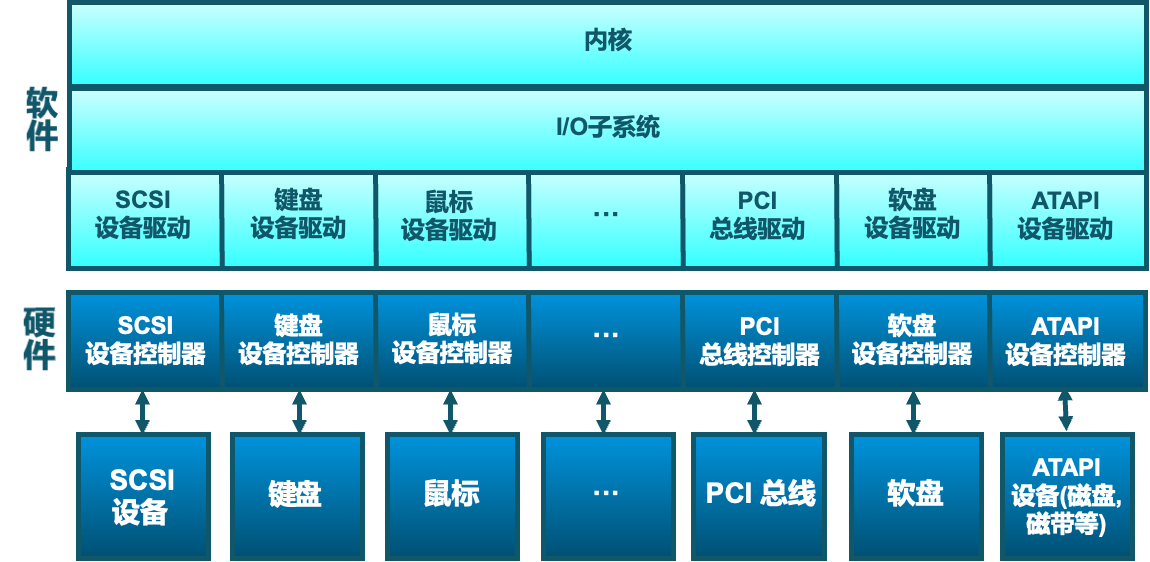 软件
内核
I/O子系统
SCSI
设备驱动
键盘
设备驱动
鼠标
设备驱动
...
PCI
总线驱动
软盘
设备驱动
ATAPI
设备驱动
硬件
SCSI
设备控制器
键盘
设备控制器
鼠标
设备控制器
...
PCI
总线控制器
软盘
设备控制器
ATAPI
设备控制器
SCSI
设备
键盘
鼠标
...
PCI 总线
软盘
ATAPI
设备(磁盘,
磁带等)